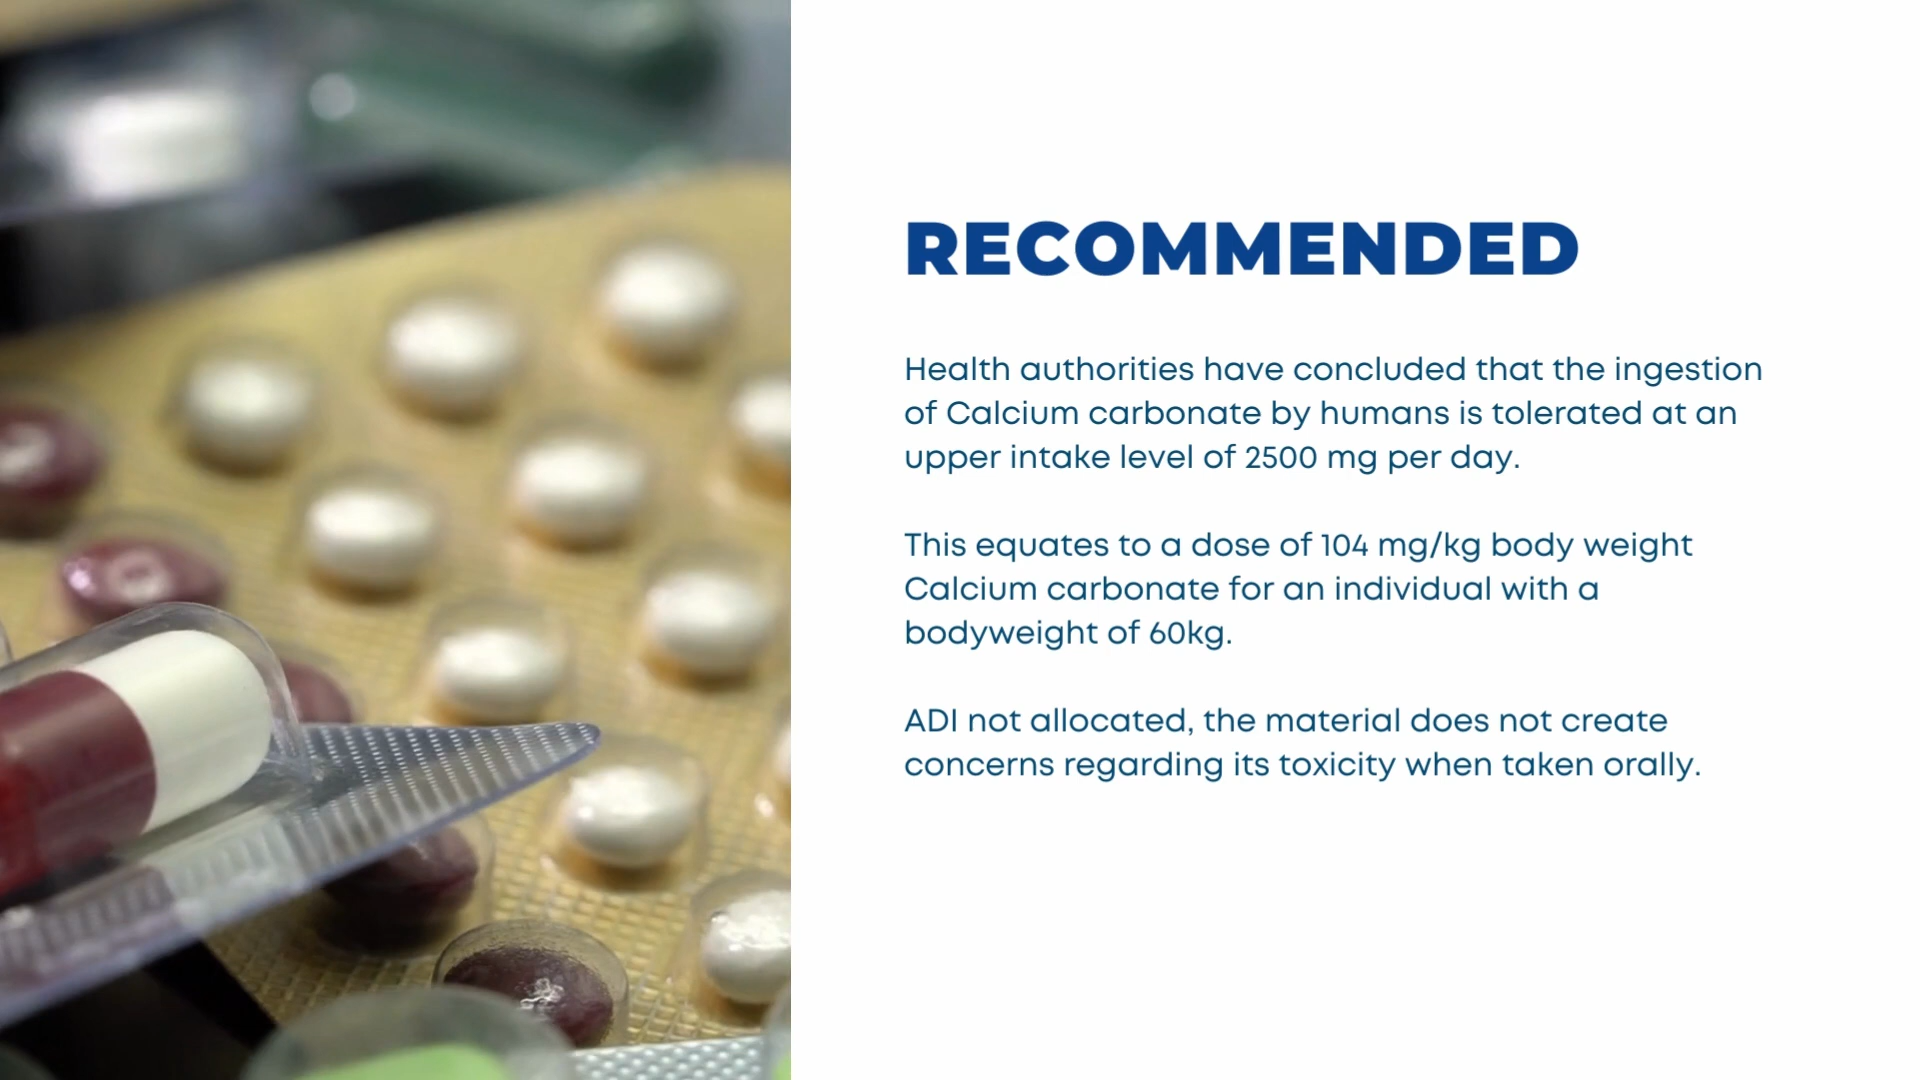 RECOMMENDED
Health authorities have concluded that the ingestion
of Calcium carbonate by humans is tolerated at an
upper intake level of 2500 mg per day.
This equates to a dose of 104 mg/kg body weight
Calcium carbonate for an individual with a
bodyweight of 60kg.
ADI not allocated, the material does not create
concerns regarding its toxicity when taken orally.